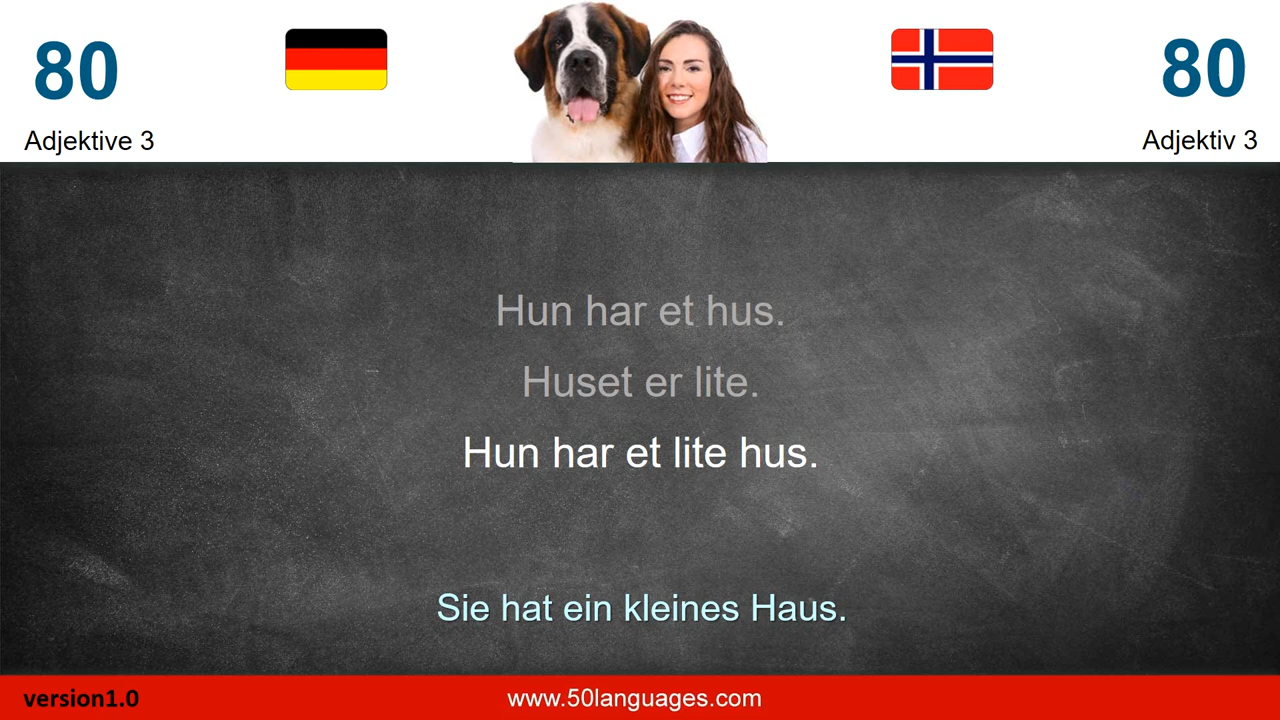 80
80
Adjektive 3
Adjektiv 3
Hun har et hus.
Huset er lite.
Hun har et lite hus.
Sie hat ein kleines Haus.
version1.0
www.50languages.com